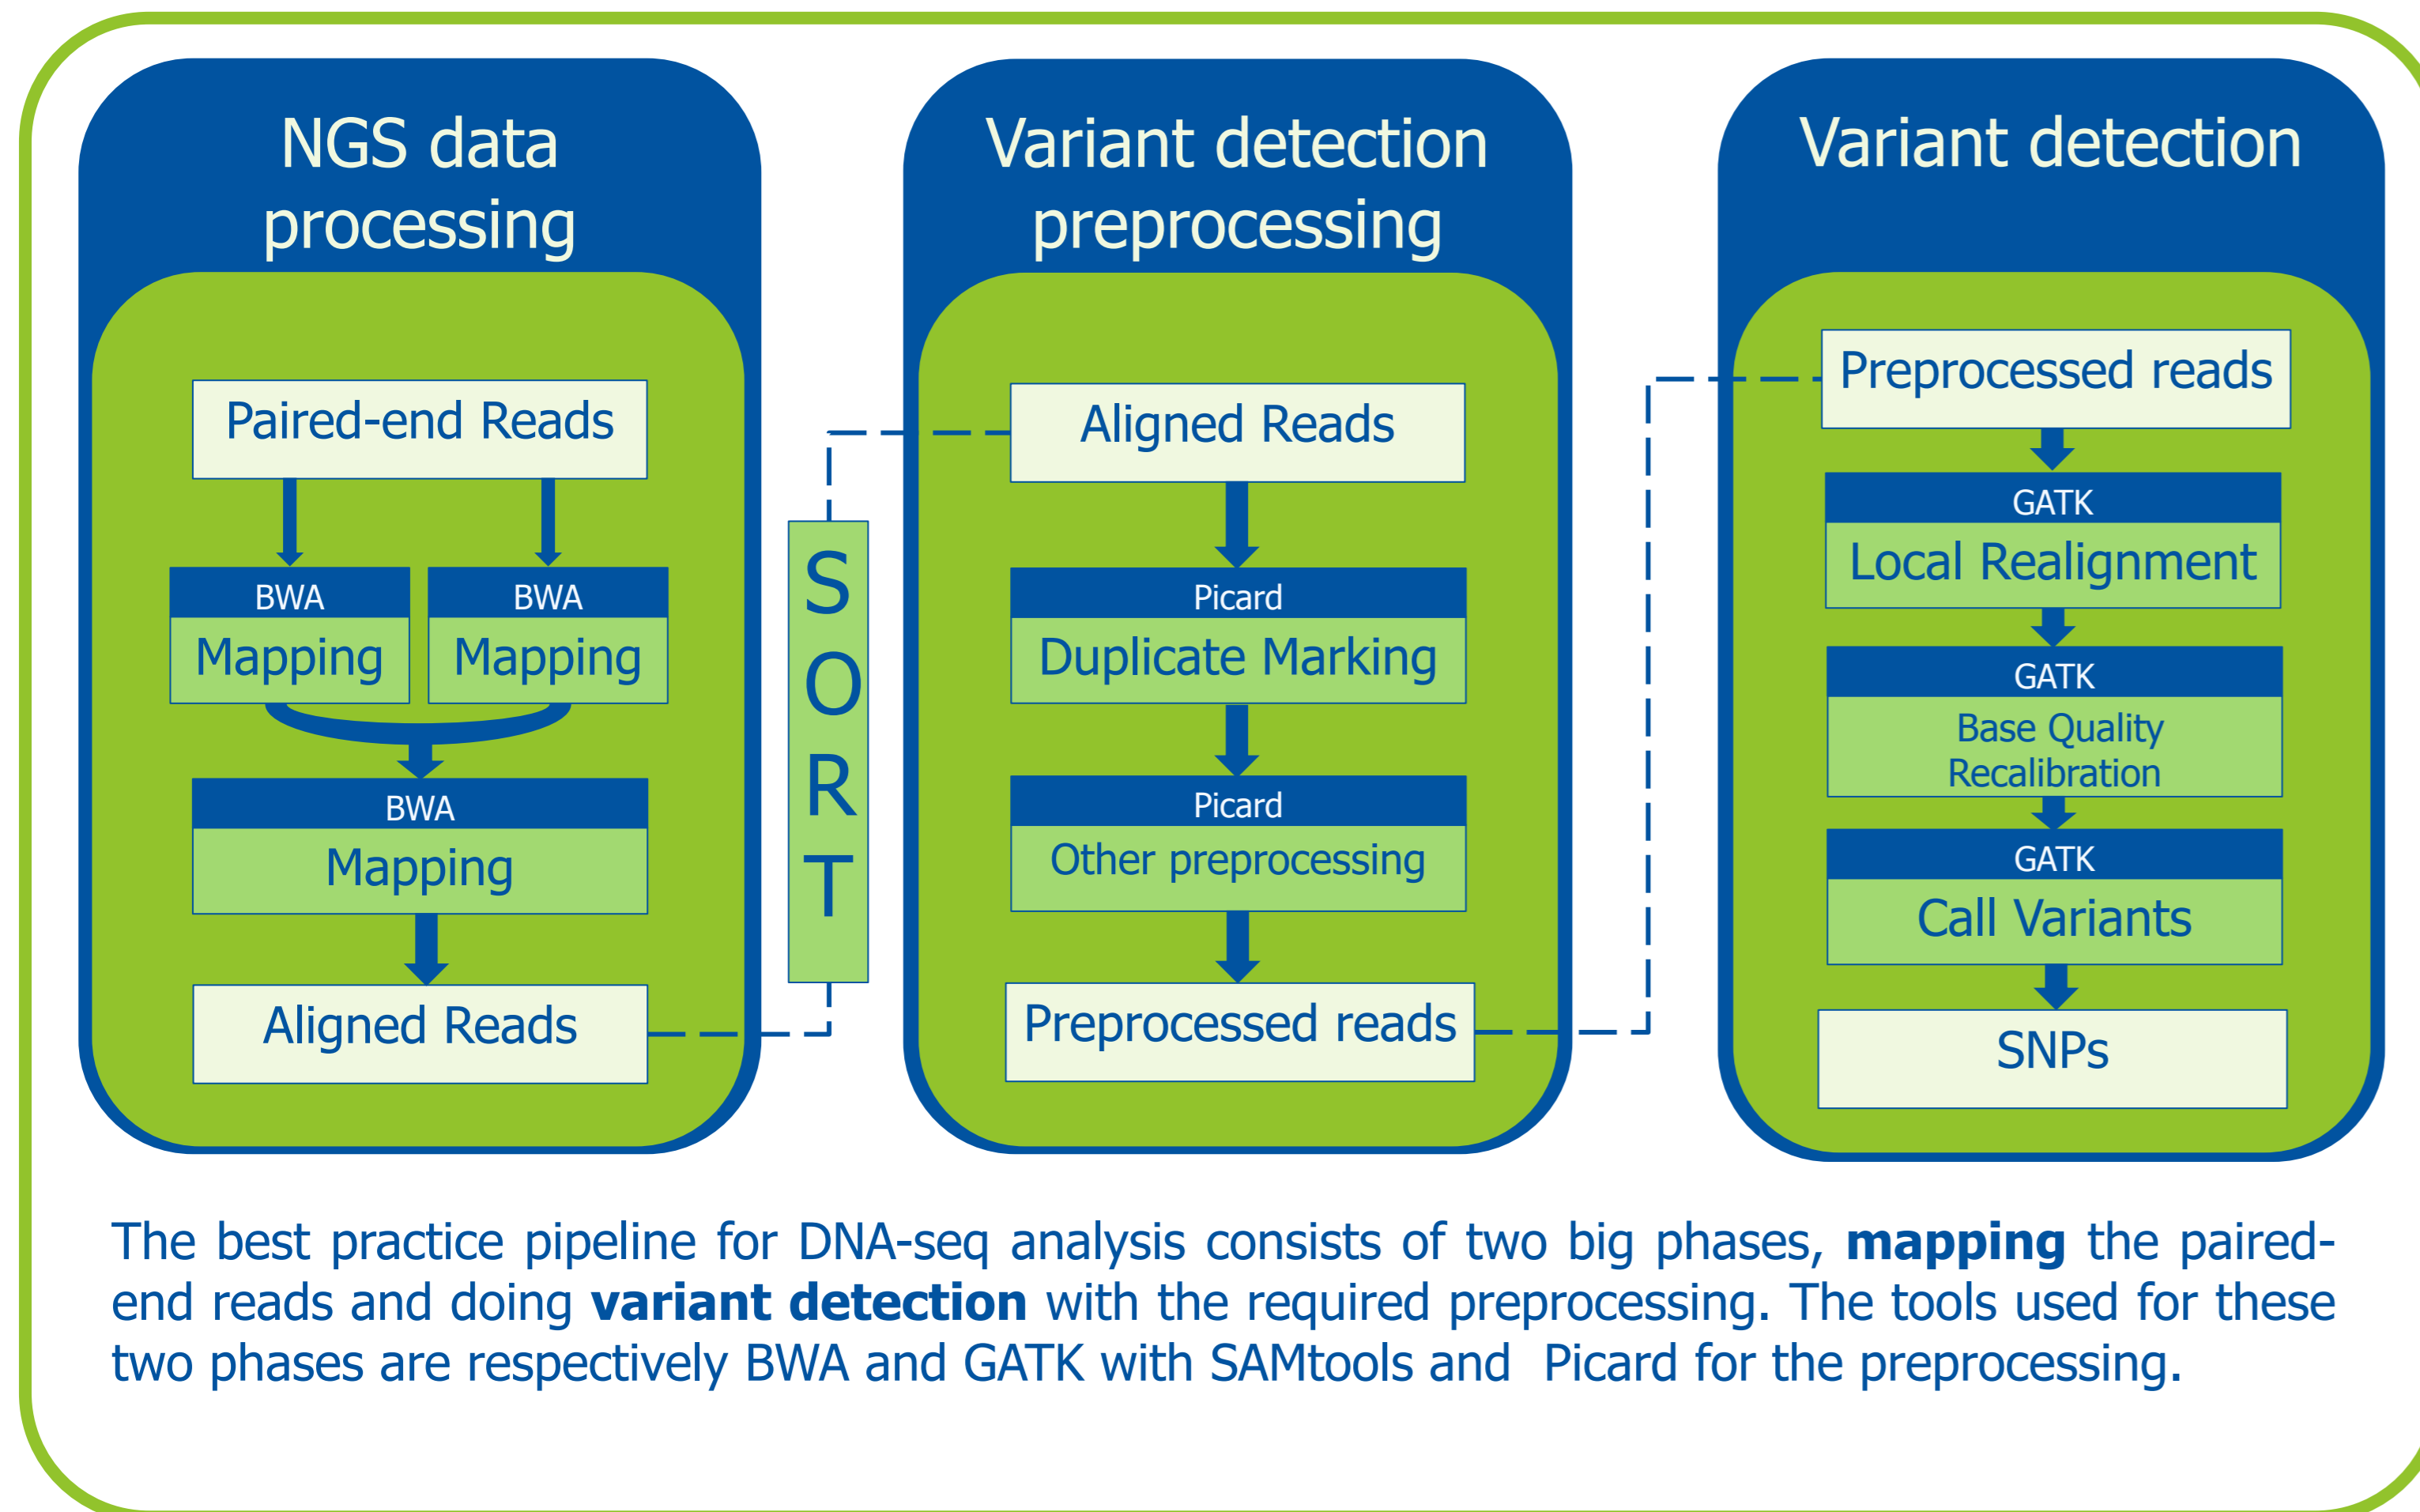 NGS data
processing
Paired-end Reads
BWA
Mapping
BWA
Mapping
BWA
Mapping
Aligned Reads
S
O
R
T
Variant detection
preprocessing
Aligned Reads
Picard
Duplicate Marking
Picard
Other preprocessing
Preprocessed reads
Variant detection
Preprocessed reads
GATK
Local Realignment
GATK
Base Quality
Recalibration
GATK
Call Variants
SNPs
The best practice pipeline for DNA-seq analysis consists of two big phases, mapping the paired-
end reads and doing variant detection with the required preprocessing. The tools used for these
two phases are respectively BWA and GATK with SAMtools and Picard for the preprocessing.